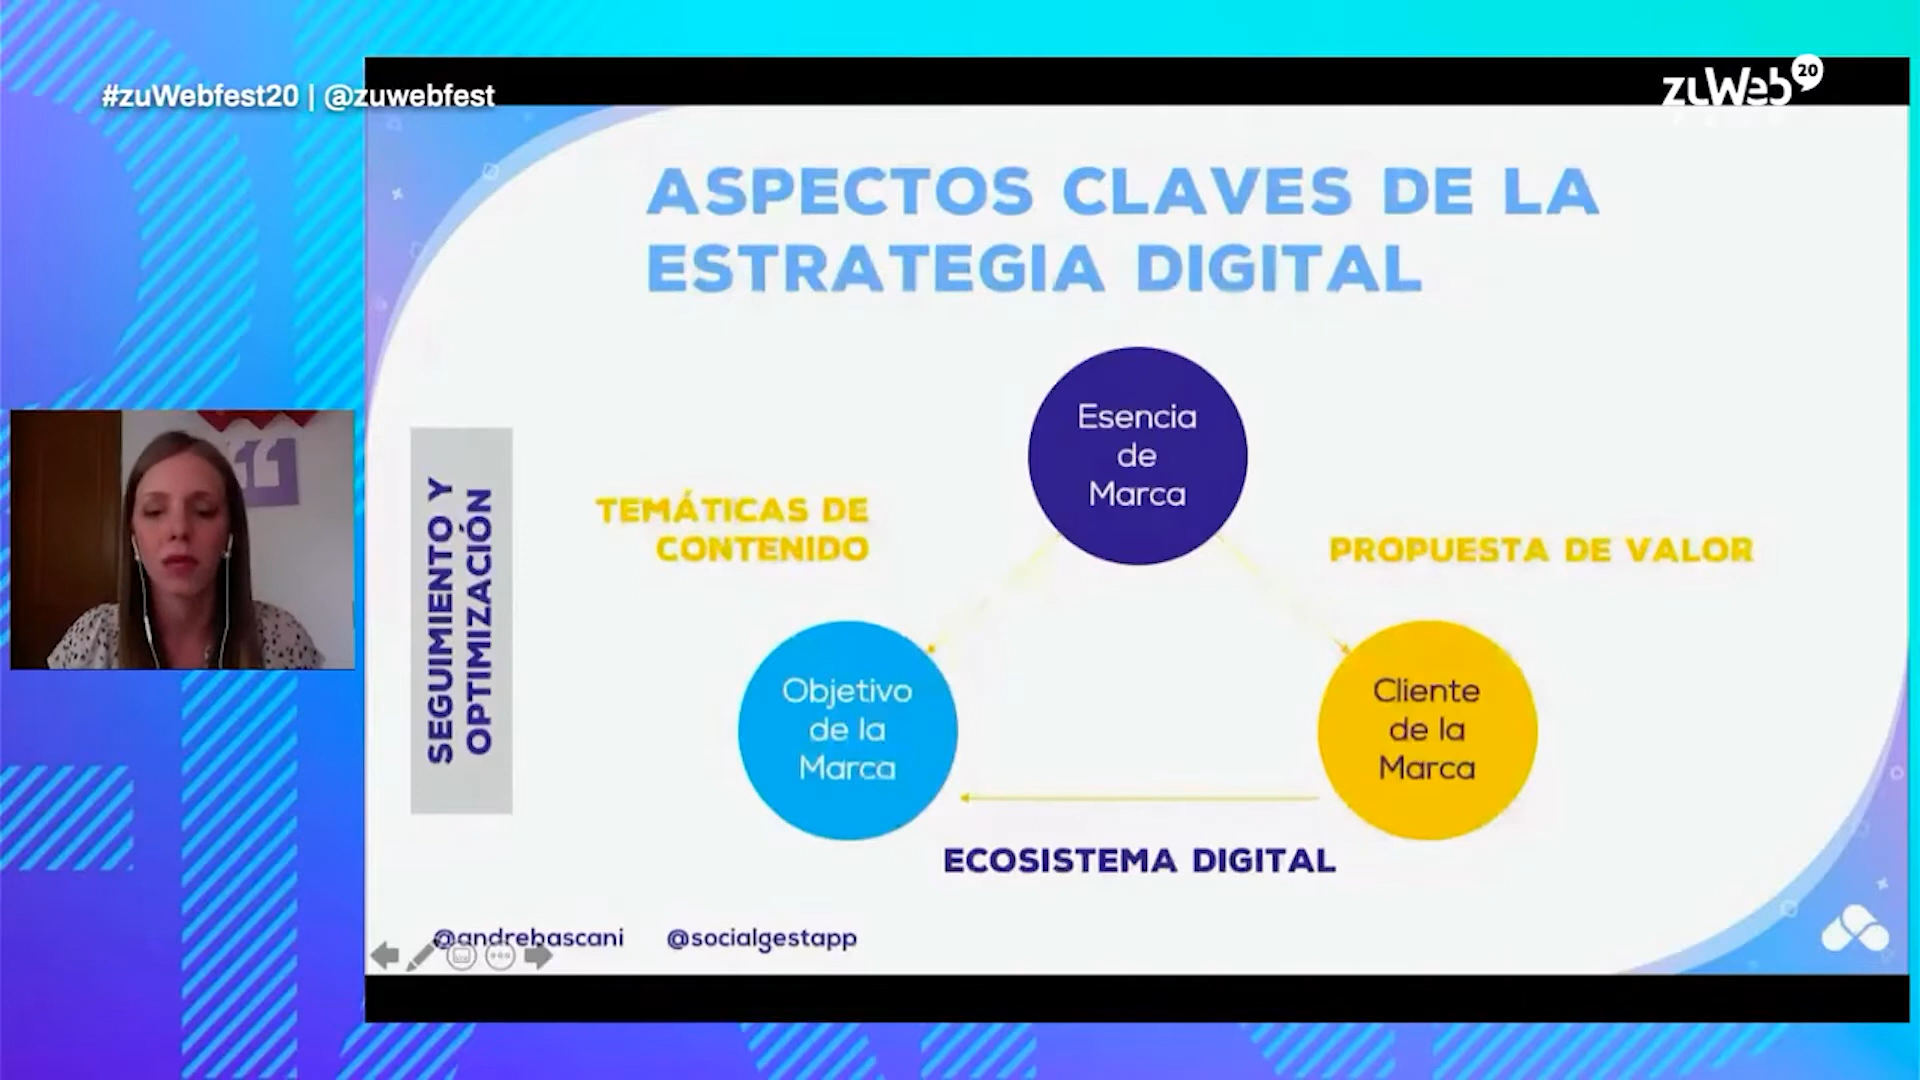 #zuWebfest20 | @zuwebfest
zuWeb 20
ASPECTOS CLAVES DE LA
ESTRATEGIA DIGITAL
Esencia
de
Marca
TEMÁTICAS DE
CONTENIDO
PROPUESTA DE VALOR
SEGUIMIENTO Y
OPTIMIZACIÓN
Objetivo
de la
Marca
Cliente
de la
Marca
ECOSISTEMA DIGITAL
@andrebascani @socialgestapp